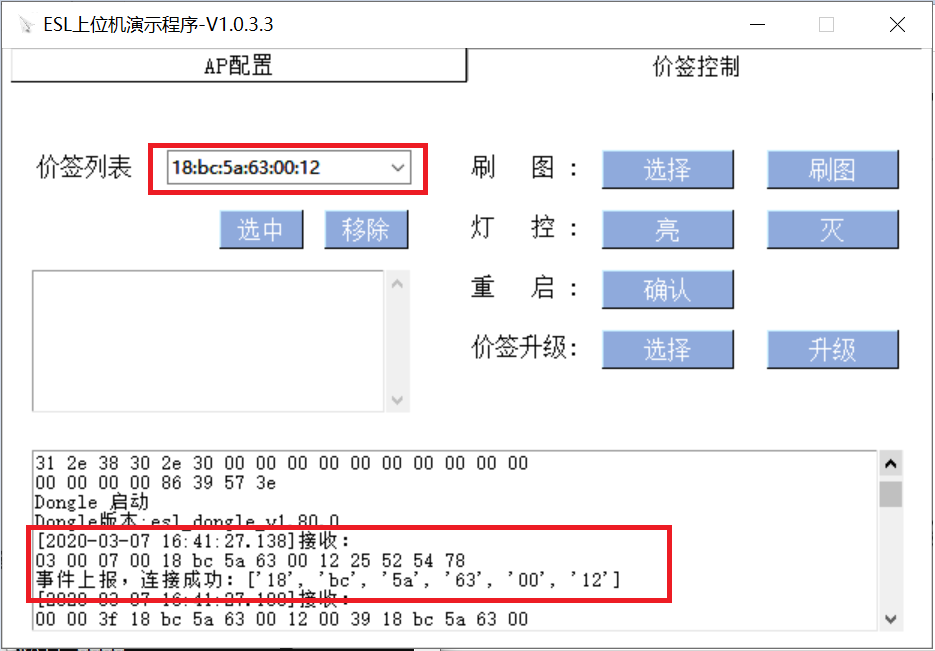 ESL上位机演示程序-V1.0.3.3
AP配置
价签控制
价签列表
18:bc:5a:63:00:12
选中
移除
刷 图：
选择
刷图
灯 控：
亮
灭
重 启：
确认
价签升级：
选择
升级
31 2e 38 30 2e 30 00 00 00 00 00 00 00 00 00 00
00 00 00 00 86 39 57 3e
Dongle 启动
Dongle版本:esl_dongle_v1.80.0
[2020-03-07 16:41:27.138]接收:
03 00 07 00 18 bc 5a 63 00 12 25 52 54 78
事件上报，连接成功：['18', 'bc', '5a', '63', '00', '12']
[2020-03-07 16:41:27.188]接收:
00 00 3f 18 bc 5a 63 00 12 00 39 18 bc 5a 63 00